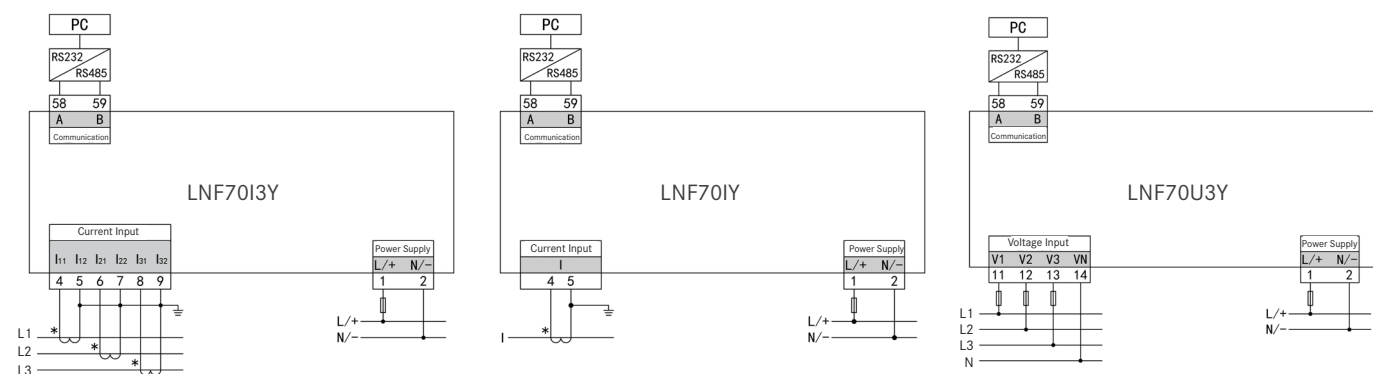 PC
RS232
RS485
58 59
A B
Communication
LNF70I3Y
Current Input
I11 I12 I21 I22 I31 I32
4 5 6 7 8 9
Power Supply
L/+ N/-
1 2
L1 *
L2 *
L3 *
L/+
N/-
PC
RS232
RS485
58 59
A B
Communication
LNF70IY
Current Input
I
4 5
Power Supply
L/+ N/-
1 2
I *
L/+
N/-
PC
RS232
RS485
58 59
A B
Communication
LNF70U3Y
Voltage Input
V1 V2 V3 VN
11 12 13 14
Power Supply
L/+ N/-
1 2
L1
L2
L3
N
L/+
N/-